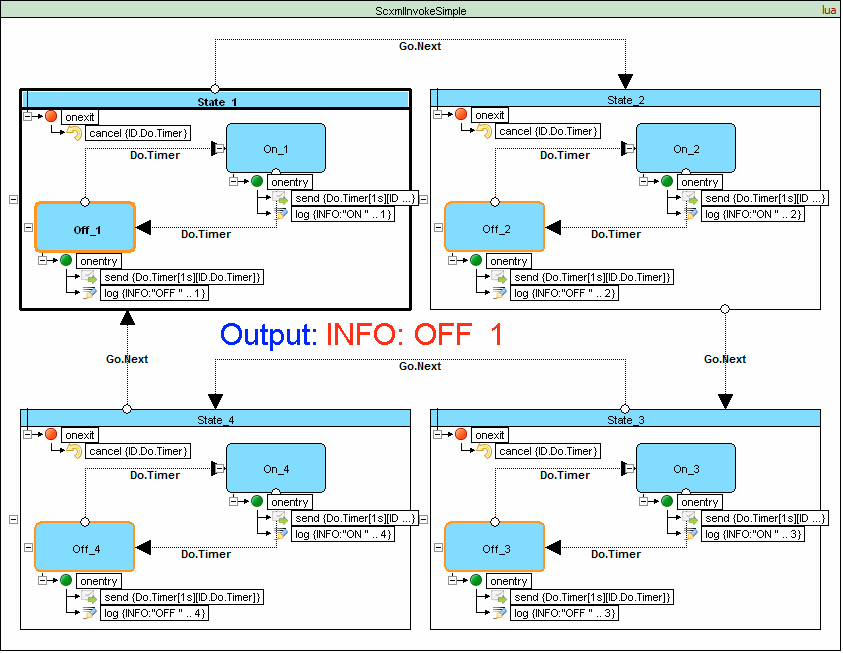 ScxmlInvokeSimple
lua
Go.Next
State_1
onexit
cancel {ID.Do.Timer}
Do.Timer
On_1
onentry
send {Do.Timer[1s][ID ...}
log {INFO:"ON " .. 1}
Off_1
Do.Timer
onentry
send {Do.Timer[1s][ID.Do.Timer]}
log {INFO:"OFF " .. 1}
State_2
onexit
cancel {ID.Do.Timer}
Do.Timer
On_2
onentry
send {Do.Timer[1s][ID ...}
log {INFO:"ON " .. 2}
Off_2
Do.Timer
onentry
send {Do.Timer[1s][ID.Do.Timer]}
log {INFO:"OFF " .. 2}
Output: INFO: OFF 1
Go.Next
Go.Next
Go.Next
State_4
onexit
cancel {ID.Do.Timer}
Do.Timer
On_4
onentry
send {Do.Timer[1s][ID ...}
log {INFO:"ON " .. 4}
Off_4
Do.Timer
onentry
send {Do.Timer[1s][ID.Do.Timer]}
log {INFO:"OFF " .. 4}
State_3
onexit
cancel {ID.Do.Timer}
Do.Timer
On_3
onentry
send {Do.Timer[1s][ID ...}
log {INFO:"ON " .. 3}
Off_3
Do.Timer
onentry
send {Do.Timer[1s][ID.Do.Timer]}
log {INFO:"OFF " .. 3}